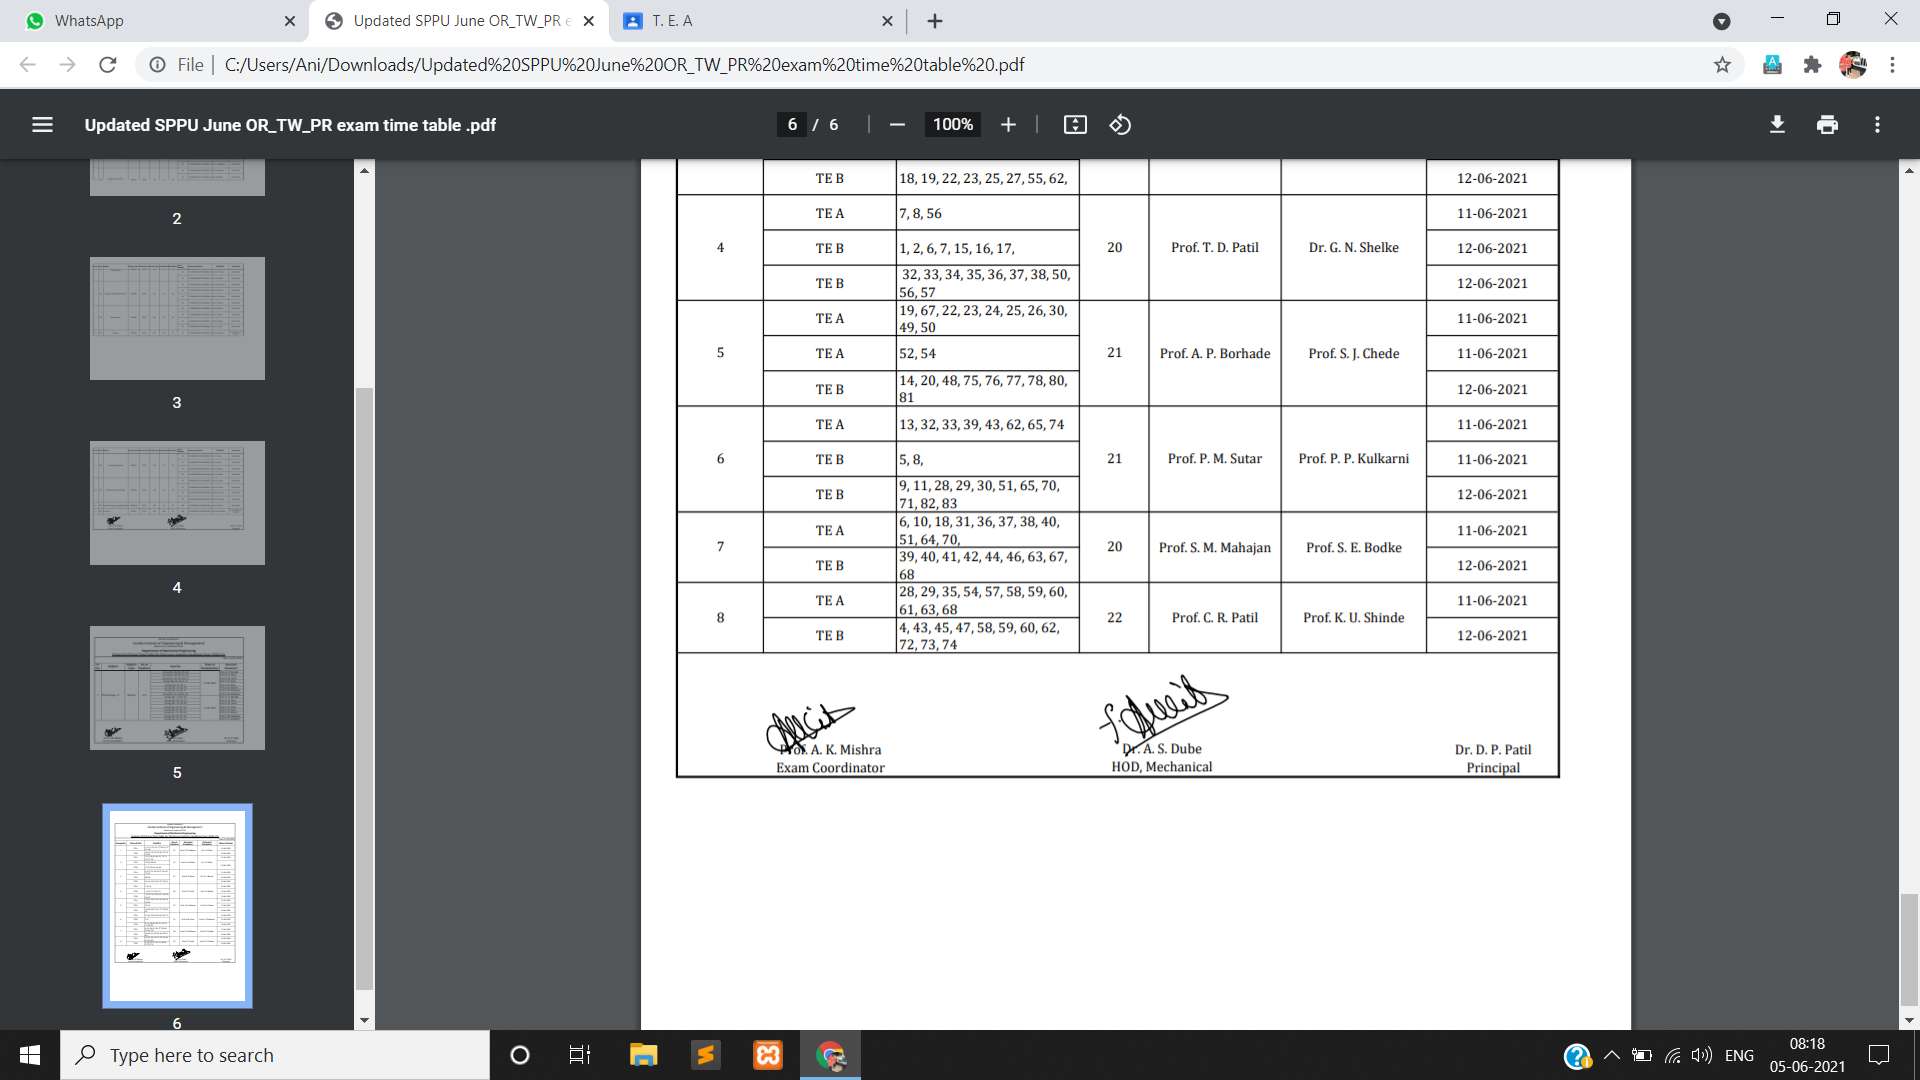 WhatsApp
Updated SPPU June OR_TW_PR e
T. E. A
File
C:/Users/Ani/Downloads/Updated%20SPPU%20June%20OR_TW_PR%20exam%20time%20table%20.pdf
Updated SPPU June OR_TW_PR exam time table .pdf
6 / 6
100%
2
3
4
5
6
TE B 18, 19, 22, 23, 25, 27, 55, 62, 12-06-2021
TE A 7, 8, 56 11-06-2021
4 TE B 1, 2, 6, 7, 15, 16, 17, 20 Prof. T. D. Patil Dr. G. N. Shelke 12-06-2021
TE B 32, 33, 34, 35, 36, 37, 38, 50, 12-06-2021
56, 57
TE A 19, 67, 22, 23, 24, 25, 26, 30, 11-06-2021
49, 50
5 TE A 52, 54 21 Prof. A. P. Borhade Prof. S. J. Chede 11-06-2021
TE B 14, 20, 48, 75, 76, 77, 78, 80, 12-06-2021
81
TE A 13, 32, 33, 39, 43, 62, 65, 74 11-06-2021
6 TE B 5, 8, 21 Prof. P. M. Sutar Prof. P. P. Kulkarni 11-06-2021
TE B 9, 11, 28, 29, 30, 51, 65, 70, 12-06-2021
71, 82, 83
TE A 6, 10, 18, 31, 36, 37, 38, 40, 11-06-2021
51, 64, 70,
7 20 Prof. S. M. Mahajan Prof. S. E. Bodke
TE B 39, 40, 41, 42, 44, 46, 63, 67, 12-06-2021
68
TE A 28, 29, 35, 54, 57, 58, 59, 60, 11-06-2021
61, 63, 68
8 22 Prof. C. R. Patil Prof. K. U. Shinde
TE B 4, 43, 45, 47, 58, 59, 60, 62, 12-06-2021
72, 73, 74
Prof. A. K. Mishra
Exam Coordinator
Dr. A. S. Dube
HOD, Mechanical
Dr. D. P. Patil
Principal
Type here to search
ENG
08:18
05-06-2021